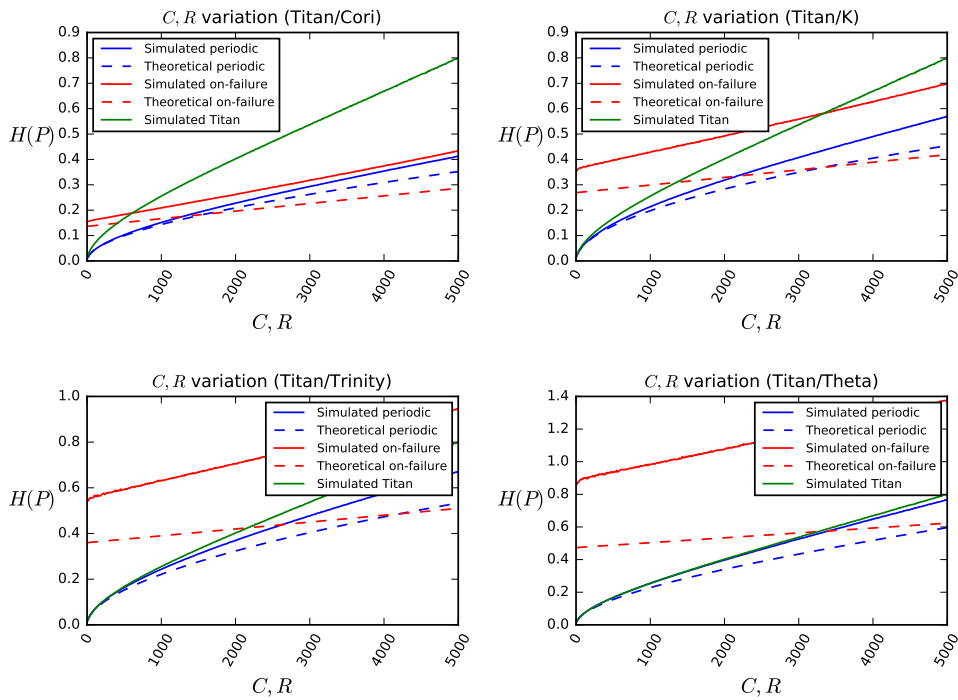 C, R variation (Titan/Cori)
0.9
0.8
0.7
0.6
0.5
0.4
0.3
0.2
0.1
0.0
H(P)
Simulated periodic
Theoretical periodic
Simulated on-failure
Theoretical on-failure
Simulated Titan
0
1000
2000
3000
4000
5000
C, R
C, R variation (Titan/K)
0.9
0.8
0.7
0.6
0.5
0.4
0.3
0.2
0.1
0.0
H(P)
Simulated periodic
Theoretical periodic
Simulated on-failure
Theoretical on-failure
Simulated Titan
0
1000
2000
3000
4000
5000
C, R
C, R variation (Titan/Trinity)
1.0
0.8
0.6
0.4
0.2
0.0
H(P)
Simulated periodic
Theoretical periodic
Simulated on-failure
Theoretical on-failure
Simulated Titan
0
1000
2000
3000
4000
5000
C, R
C, R variation (Titan/Theta)
1.4
1.2
1.0
0.8
0.6
0.4
0.2
0.0
H(P)
Simulated periodic
Theoretical periodic
Simulated on-failure
Theoretical on-failure
Simulated Titan
0
1000
2000
3000
4000
5000
C, R